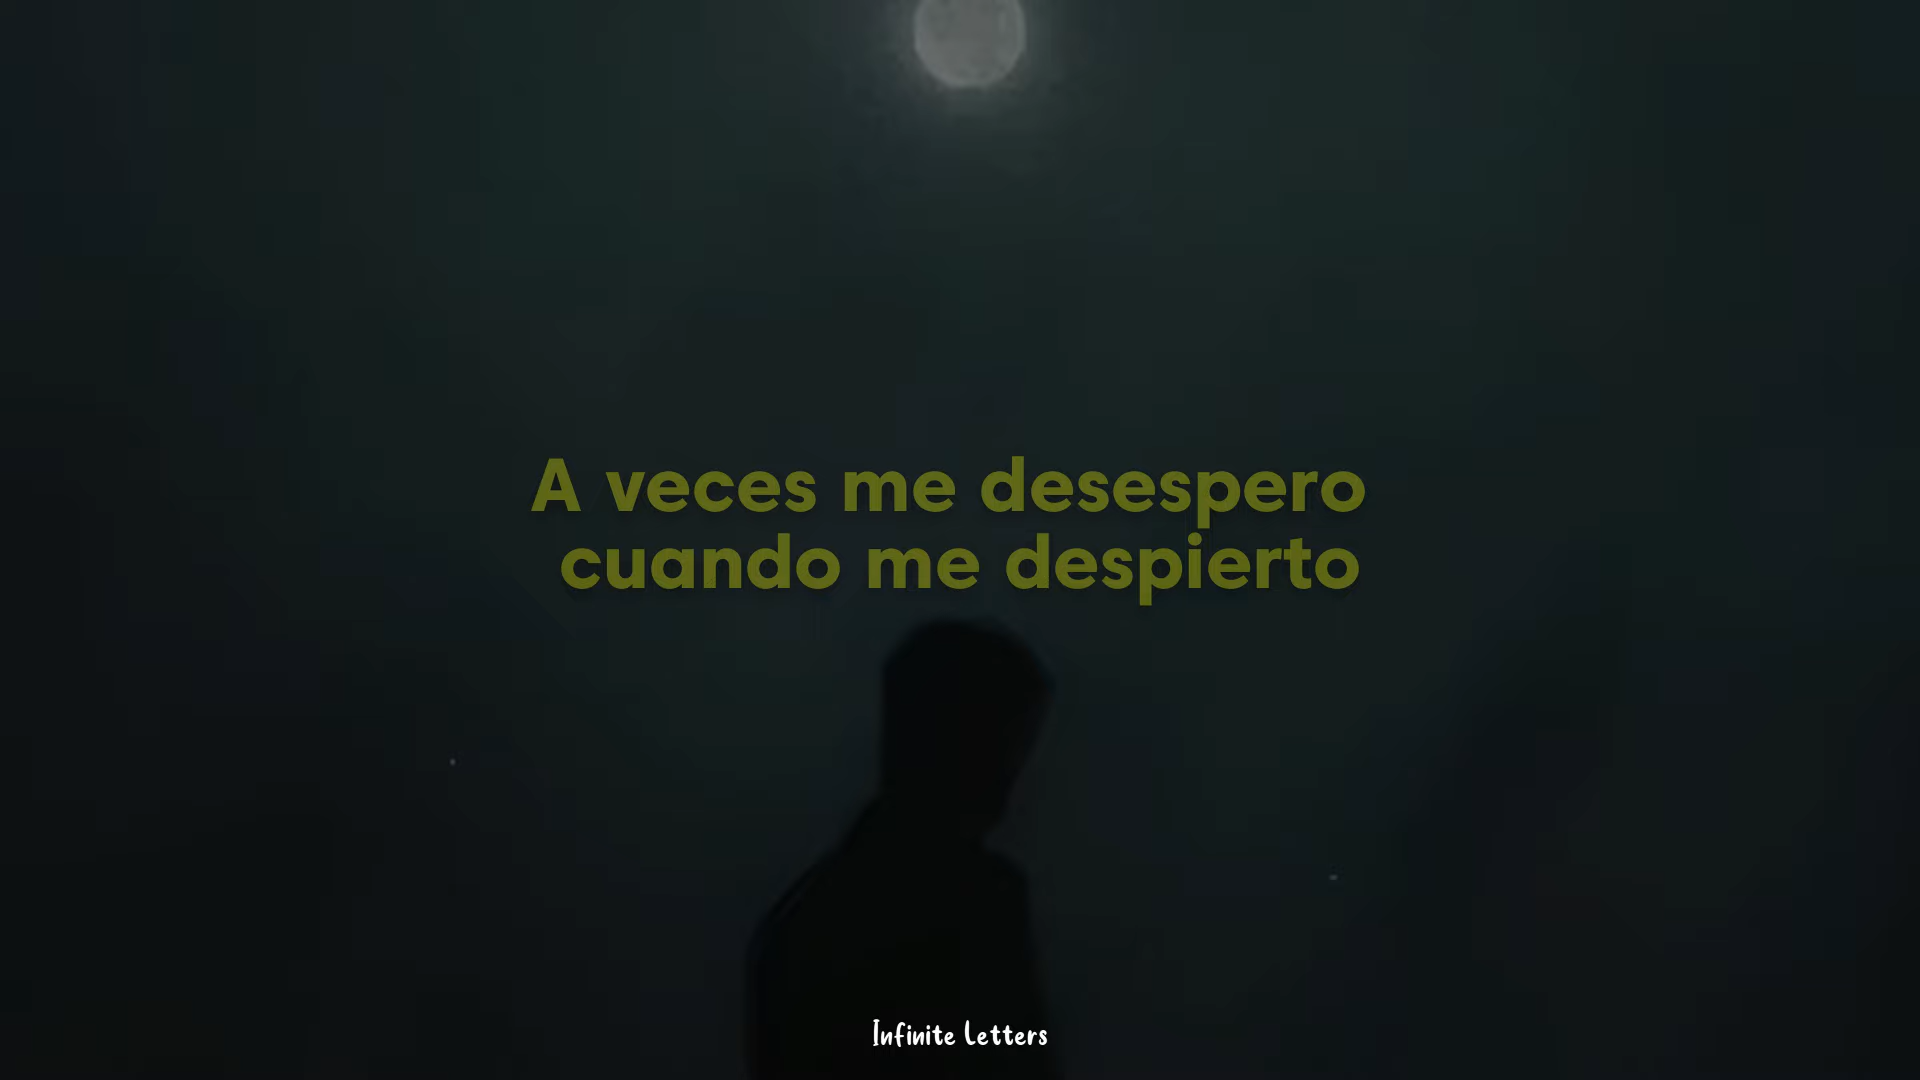 A veces me desespero
cuando me despierto
Infinite Letters